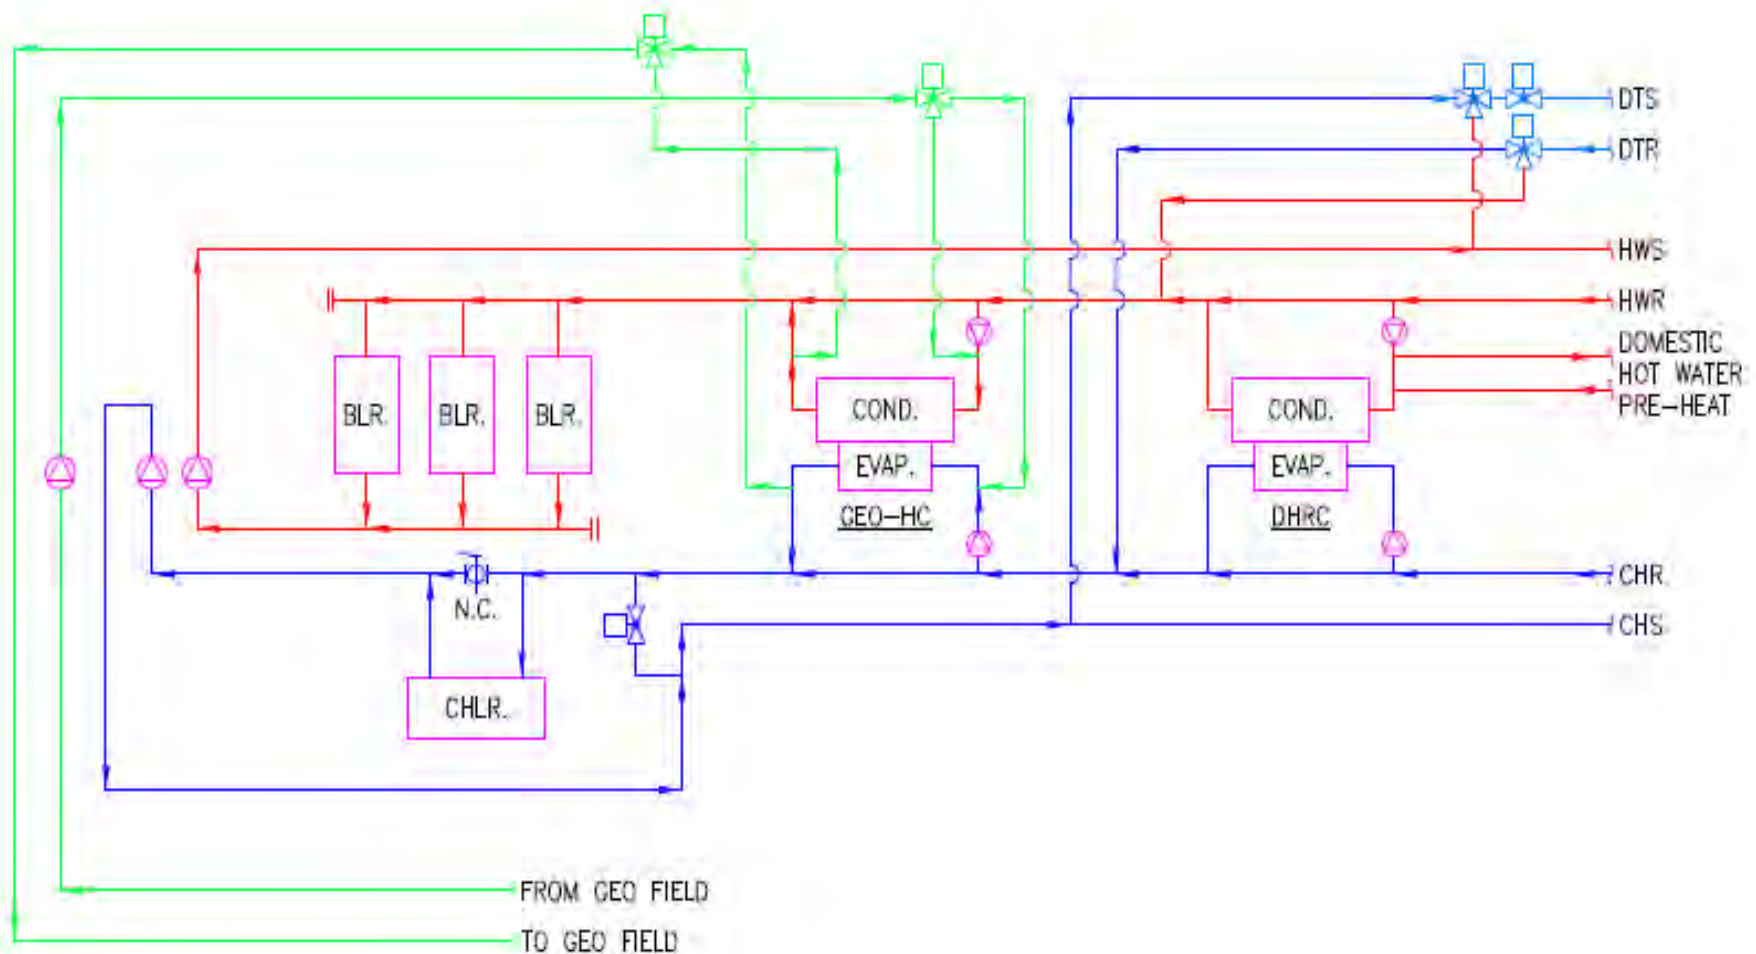 DTS
DTR
HWS
HWR
DOMESTIC
HOT WATER
PRE-HEAT
BLR.
BLR.
BLR.
COND.
COND.
EVAP.
EVAP.
GEO-HC
DHRC
CHR
N.C.
CHS
CHLR.
FROM GEO FIELD
TO GEO FIELD